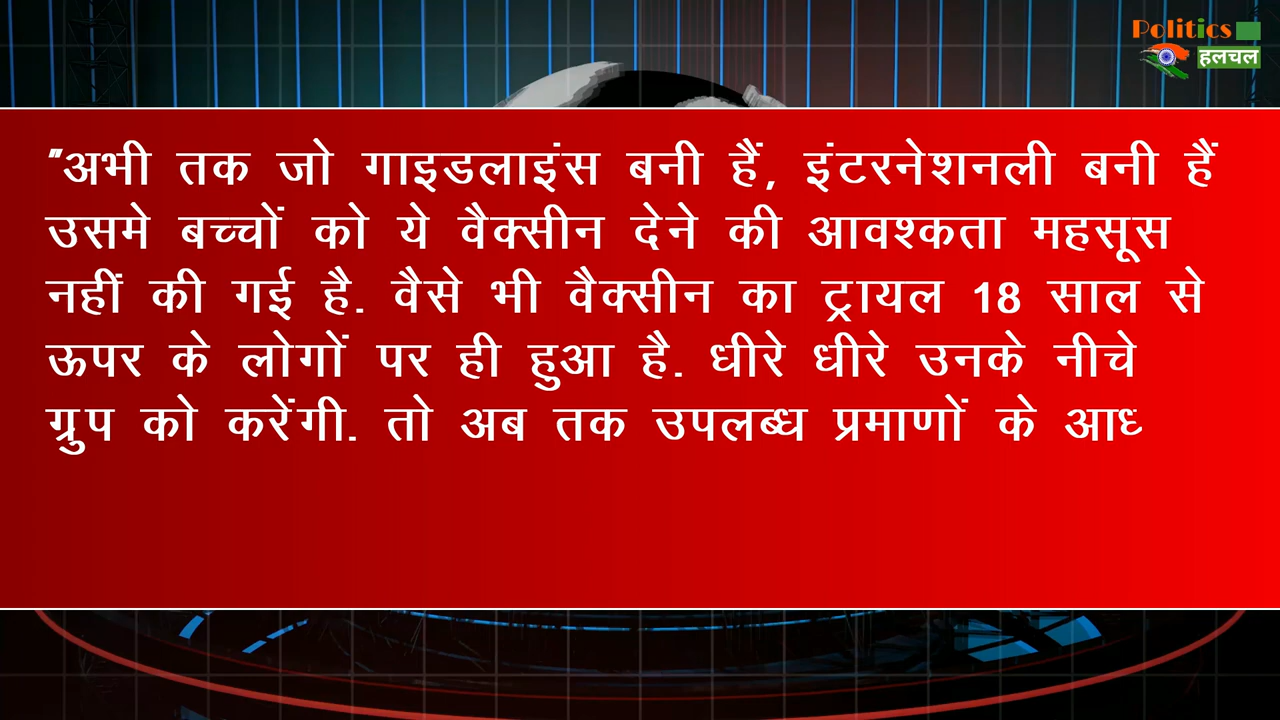 Politics
हलचल
"अभी तक जो गाइडलाइंस बनी हैं, इंटरनेशनली बनी हैं
उसमे बच्चों को ये वैक्सीन देने की आवश्कता महसूस
नहीं की गई है. वैसे भी वैक्सीन का ट्रायल 18 साल से
ऊपर के लोगों पर ही हुआ है. धीरे धीरे उनके नीचे
ग्रुप को करेंगी. तो अब तक उपलब्ध प्रमाणों के आध